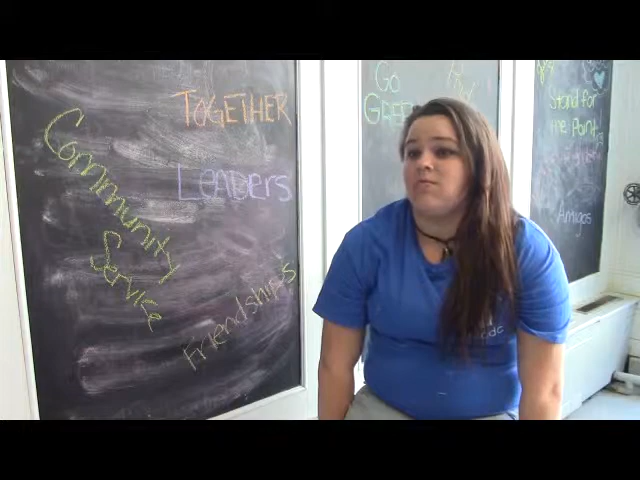 TOGETHER
Leaders
Community
Service
Friendships
Go
GREEN
Stand for
the Point
Amigos